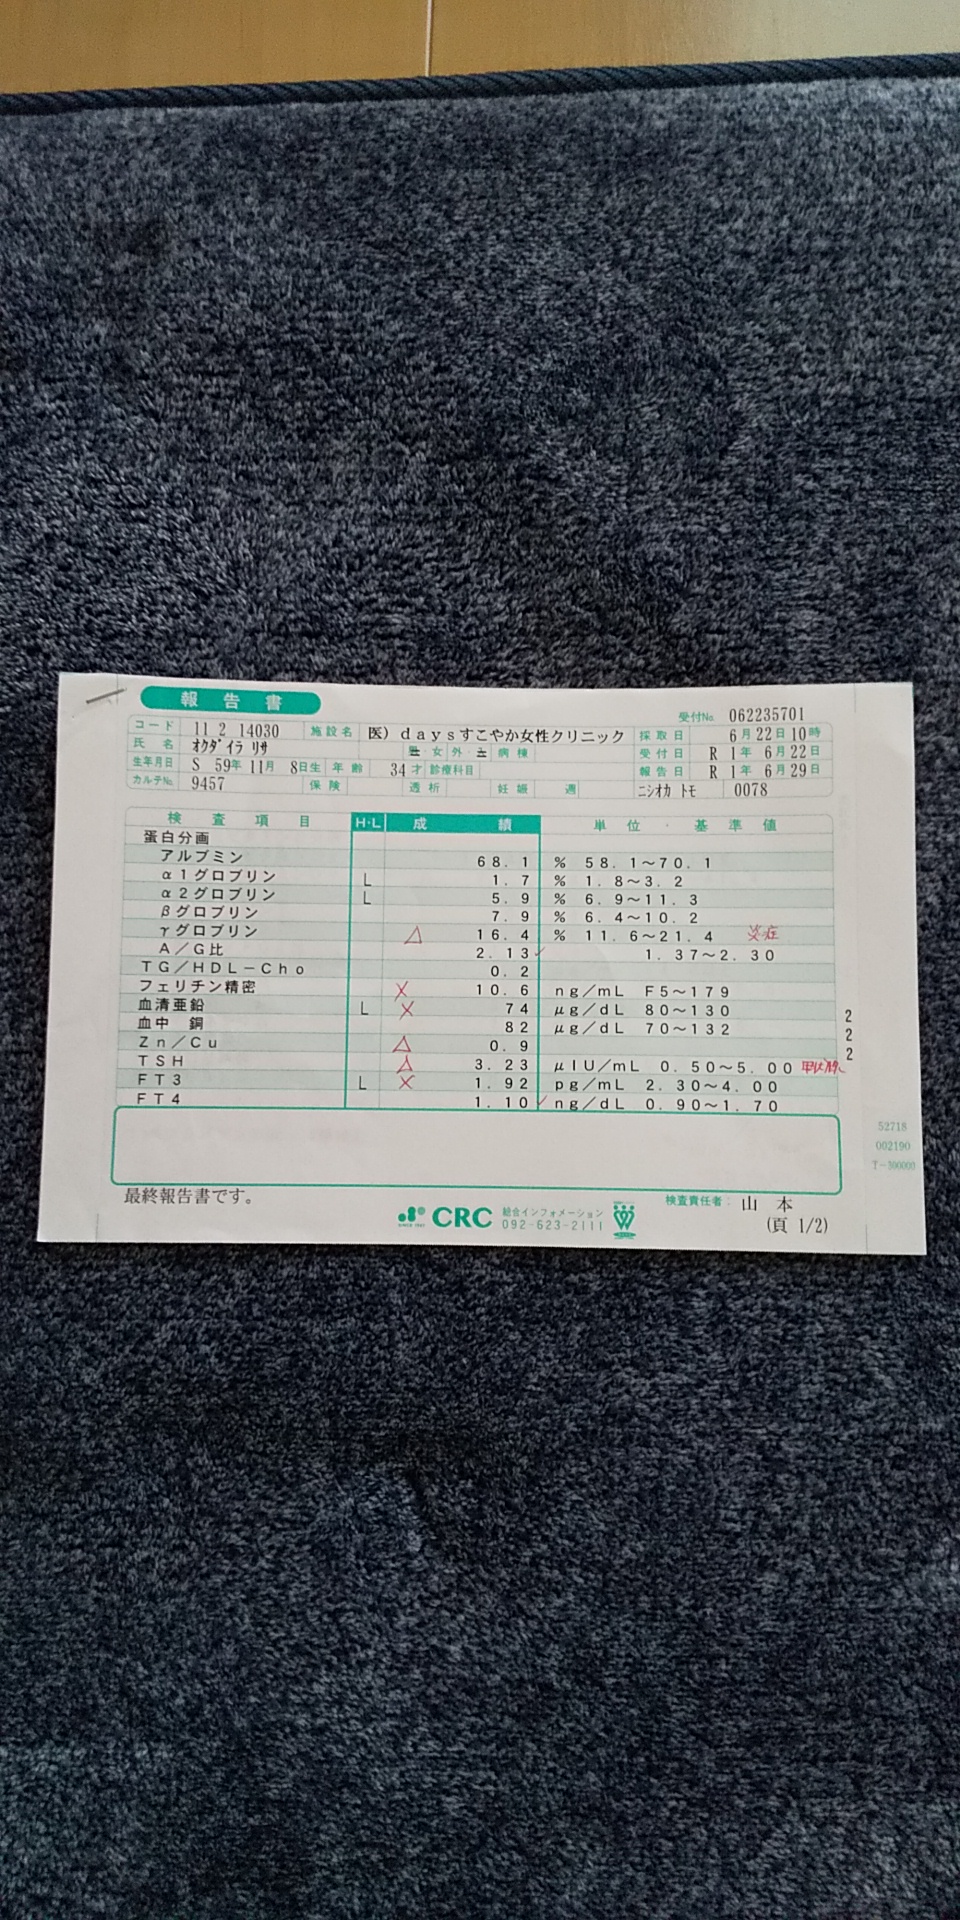 報告書
受付No. 062235701
コード 11 2 14030 施設名 医）daysすこやか女性クリニック 採取日 6月22日10時
氏名 オクダイラ リサ 男・女 外・入 病棟 受付日 R 1年 6月22日
生年月日 S 59年11月 8日生 年齢 34才 診療科目 報告日 R 1年 6月29日
カルテNo. 9457 保険 透析 妊娠 週 ニシオカ トモ 0078
検査項目 H・L 成績 単位・基準値
蛋白分画
アルブミン 68.1 % 58.1～70.1
α1グロブリン L 1.7 % 1.8～3.2
α2グロブリン L 5.9 % 6.9～11.3
βグロブリン 7.9 % 6.4～10.2
γグロブリン △ 16.4 % 11.6～21.4 炎症
A／G比 2.13 ✓ 1.37～2.30
TG／HDL－Cho 0.2
フェリチン精密 × 10.6 ng／mL F5～179
血清亜鉛 L × 74 μg／dL 80～130 2
血中 銅 82 μg／dL 70～132 2
Zn／Cu △ 0.9 2
TSH △ 3.23 μIU／mL 0.50～5.00 甲状腺
FT3 L × 1.92 pg／mL 2.30～4.00
FT4 1.10 ✓ ng／dL 0.90～1.70
52718
002190
T－300000
最終報告書です。
CRC 総合インフォメーション 092-623-2111
検査責任者： 山本
(頁 1/2)